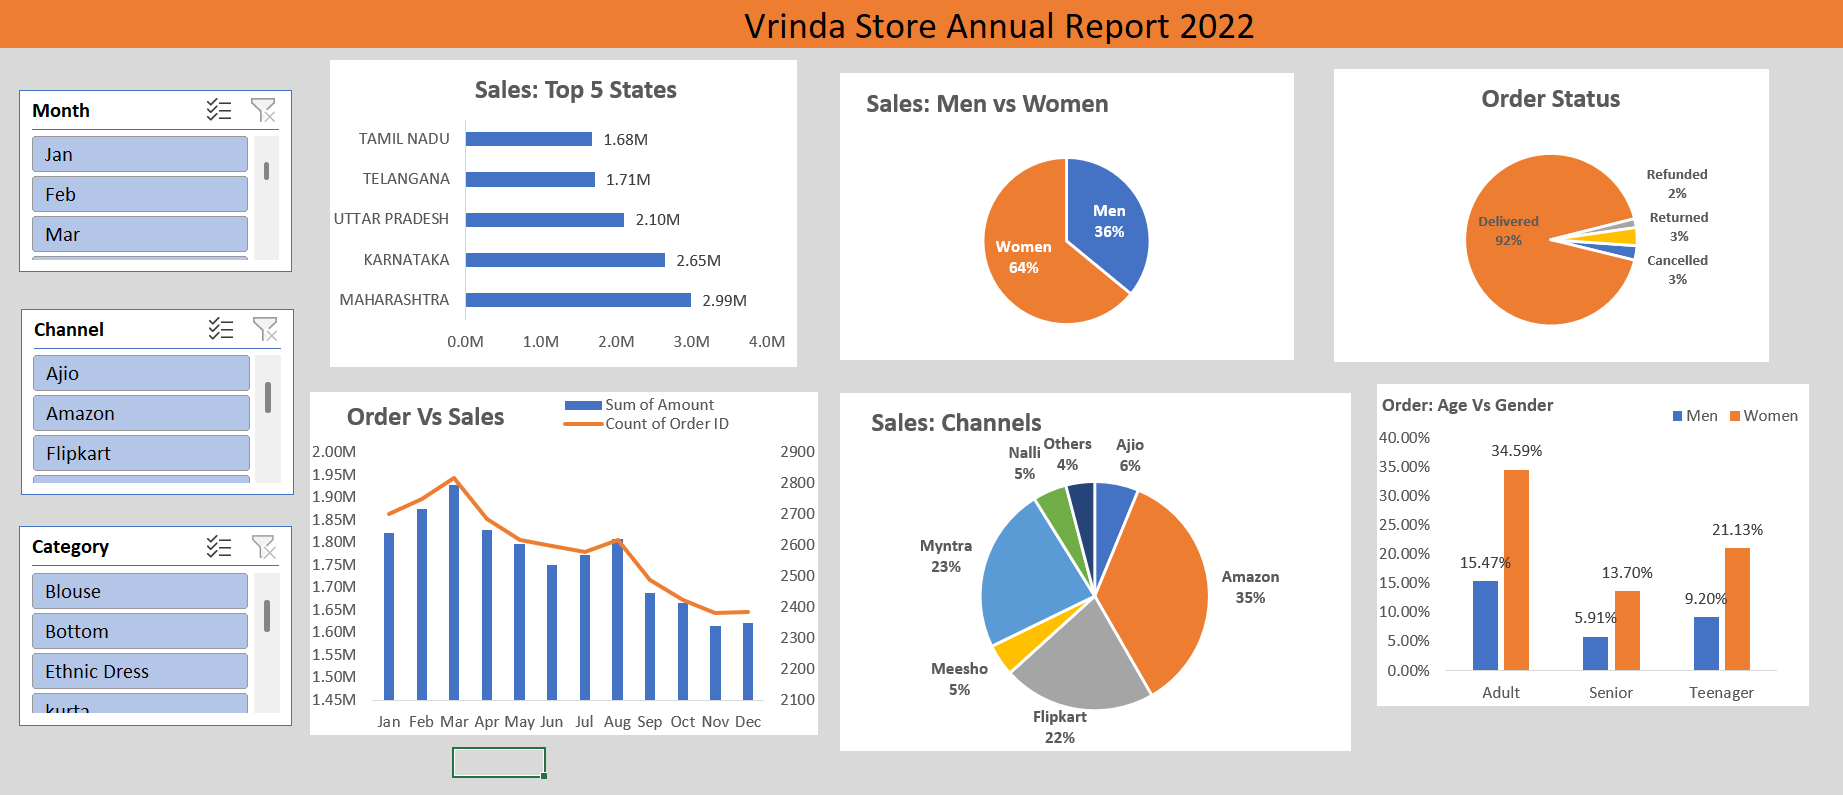 Vrinda Store Annual Report 2022
Month
Jan
Feb
Mar
Channel
Ajio
Amazon
Flipkart
Category
Blouse
Bottom
Ethnic Dress
kurta
Sales: Top 5 States
TAMIL NADU 1.68M
TELANGANA 1.71M
UTTAR PRADESH 2.10M
KARNATAKA 2.65M
MAHARASHTRA 2.99M
0.0M 1.0M 2.0M 3.0M 4.0M
Sales: Men vs Women
Men
36%
Women
64%
Order Status
Refunded
2%
Returned
3%
Delivered
92%
Cancelled
3%
Order Vs Sales
Sum of Amount
Count of Order ID
2.00M 2900
1.95M 2800
1.90M
1.85M 2700
1.80M 2600
1.75M
1.70M 2500
1.65M 2400
1.60M 2300
1.55M
1.50M 2200
1.45M 2100
Jan Feb Mar Apr May Jun Jul Aug Sep Oct Nov Dec
Sales: Channels
Nalli
5%
Others
4%
Ajio
6%
Myntra
23%
Amazon
35%
Meesho
5%
Flipkart
22%
Order: Age Vs Gender
Men Women
40.00%
35.00%
30.00%
25.00%
20.00%
15.00%
10.00%
5.00%
0.00%
15.47% 34.59%
5.91% 13.70%
9.20% 21.13%
Adult Senior Teenager